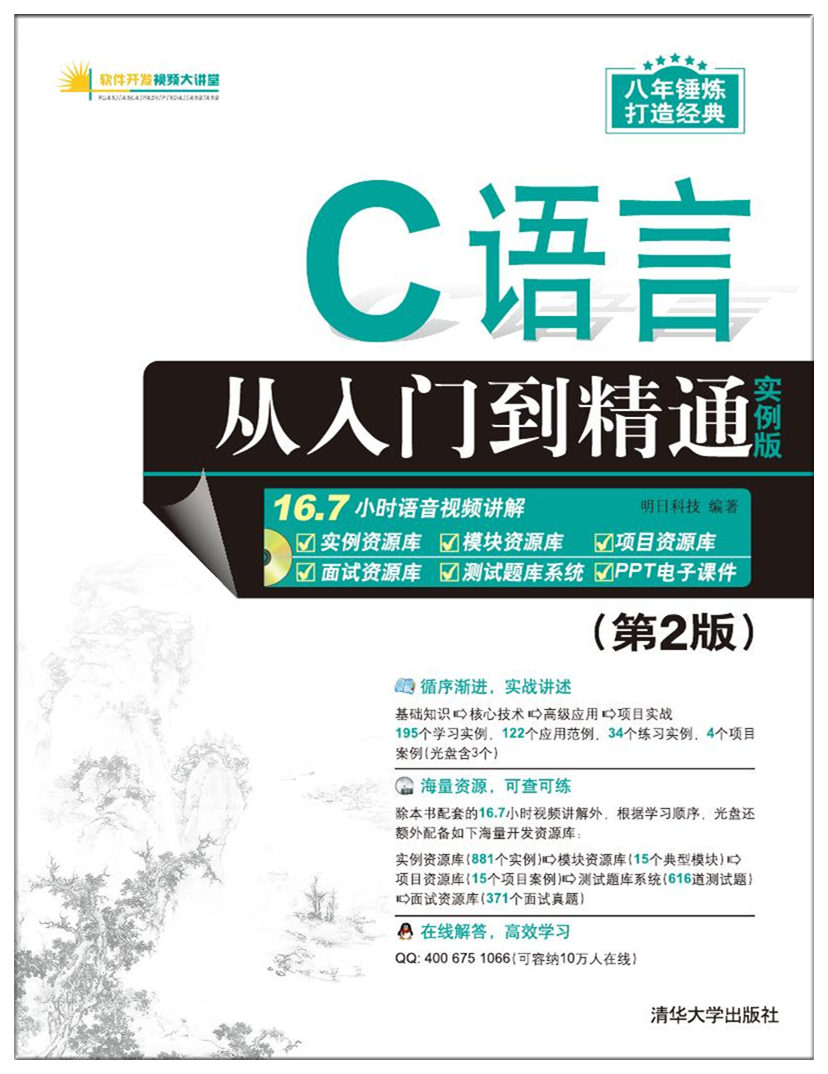 软件开发视频大讲堂
RUANJIANKAIFASHIPINDAJIANGTANG
八年锤炼
打造经典
C语言
从入门到精通
实例版
16.7小时语音视频讲解
明日科技 编著
实例资源库 模块资源库 项目资源库
面试资源库 测试题库系统 PPT电子课件
（第2版）
循序渐进，实战讲述
基础知识⇨核心技术⇨高级应用⇨项目实战
195个学习实例，122个应用范例，34个练习实例，4个项目
案例(光盘含3个)
海量资源，可查可练
除本书配套的16.7小时视频讲解外，根据学习顺序，光盘还
额外配备如下海量开发资源库：
实例资源库(881个实例)⇨模块资源库(15个典型模块)⇨
项目资源库(15个项目案例)⇨测试题库系统(616道测试题)
⇨面试资源库(371个面试真题)
在线解答，高效学习
QQ: 400 675 1066(可容纳10万人在线)
清华大学出版社